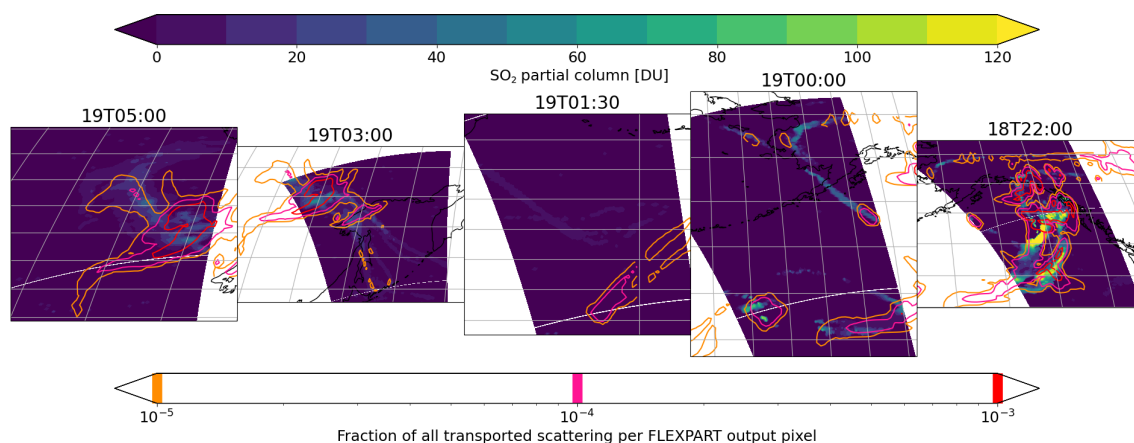 0 20 40 60 80 100 120
SO₂ partial column [DU]
19T05:00 19T03:00 19T01:30 19T00:00 18T22:00
10⁻⁵ 10⁻⁴ 10⁻³
Fraction of all transported scattering per FLEXPART output pixel